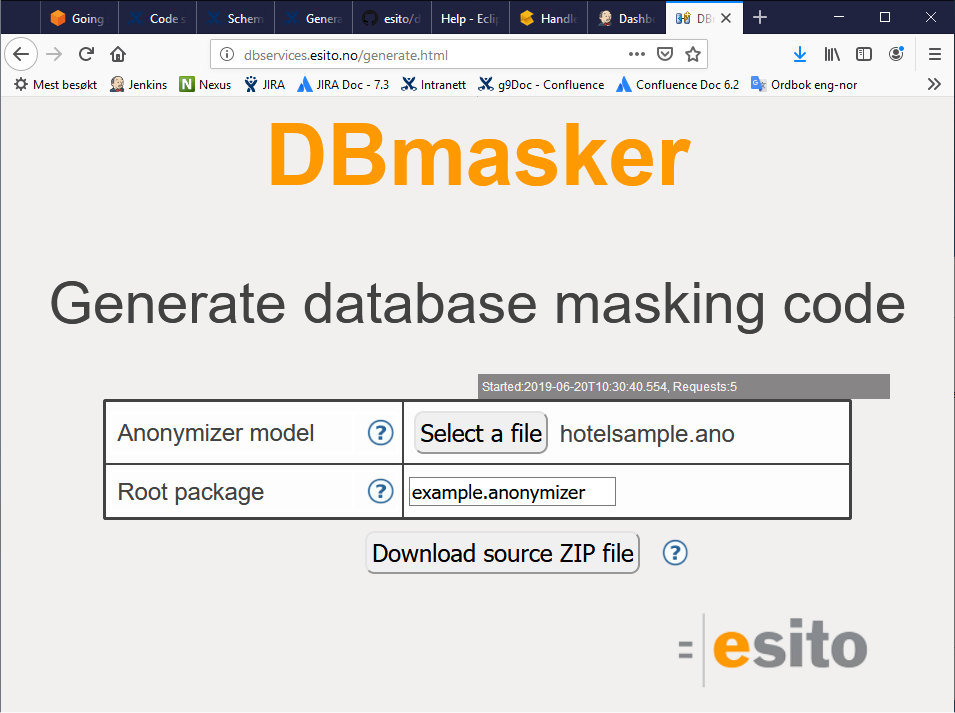 Going
Code s
Schem
Genera
esito/d
Help - Eclip
Handle
Dashb
DB
dbservices.esito.no/generate.html
Mest besøkt
Jenkins
N Nexus
JIRA
JIRA Doc - 7.3
Intranett
g9Doc - Confluence
Confluence Doc 6.2
Ordbok eng-nor
DBmasker
Generate database masking code
Started:2019-06-20T10:30:40.554, Requests:5
Anonymizer model ?
Select a file hotelsample.ano
Root package ?
example.anonymizer
Download source ZIP file ?
= esito